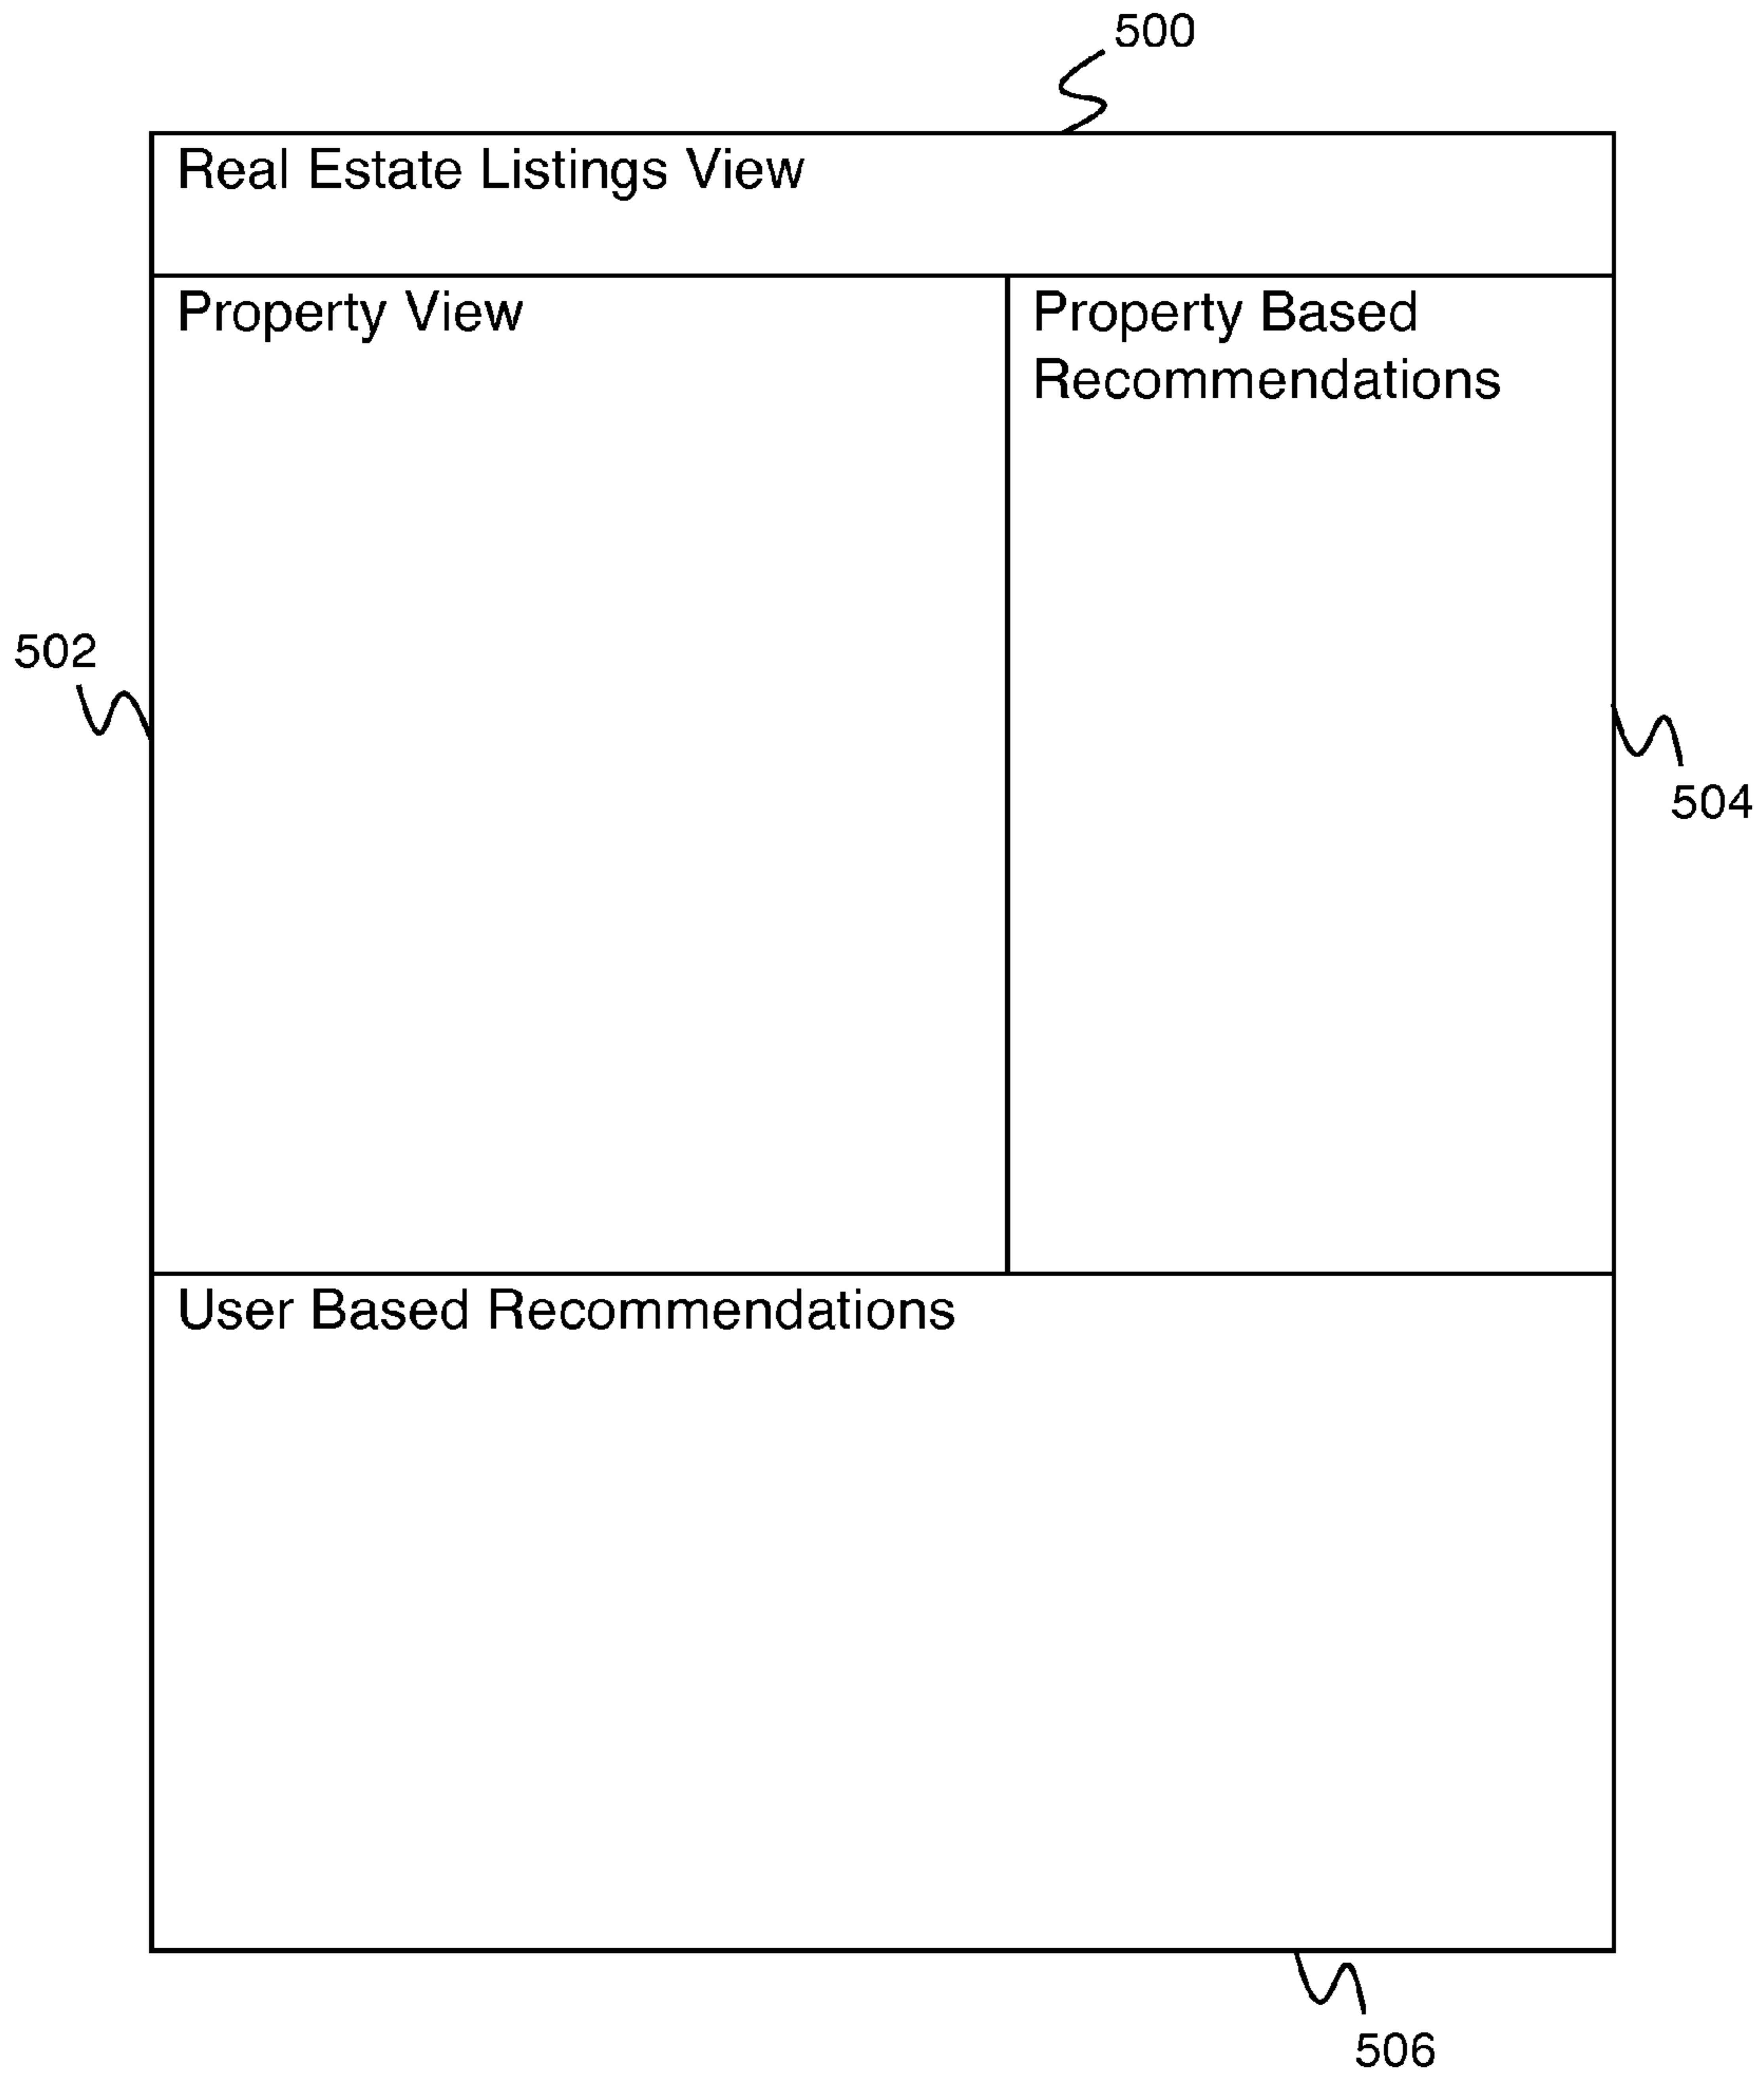 500
Real Estate Listings View
Property View
Property Based
Recommendations
502
504
User Based Recommendations
506